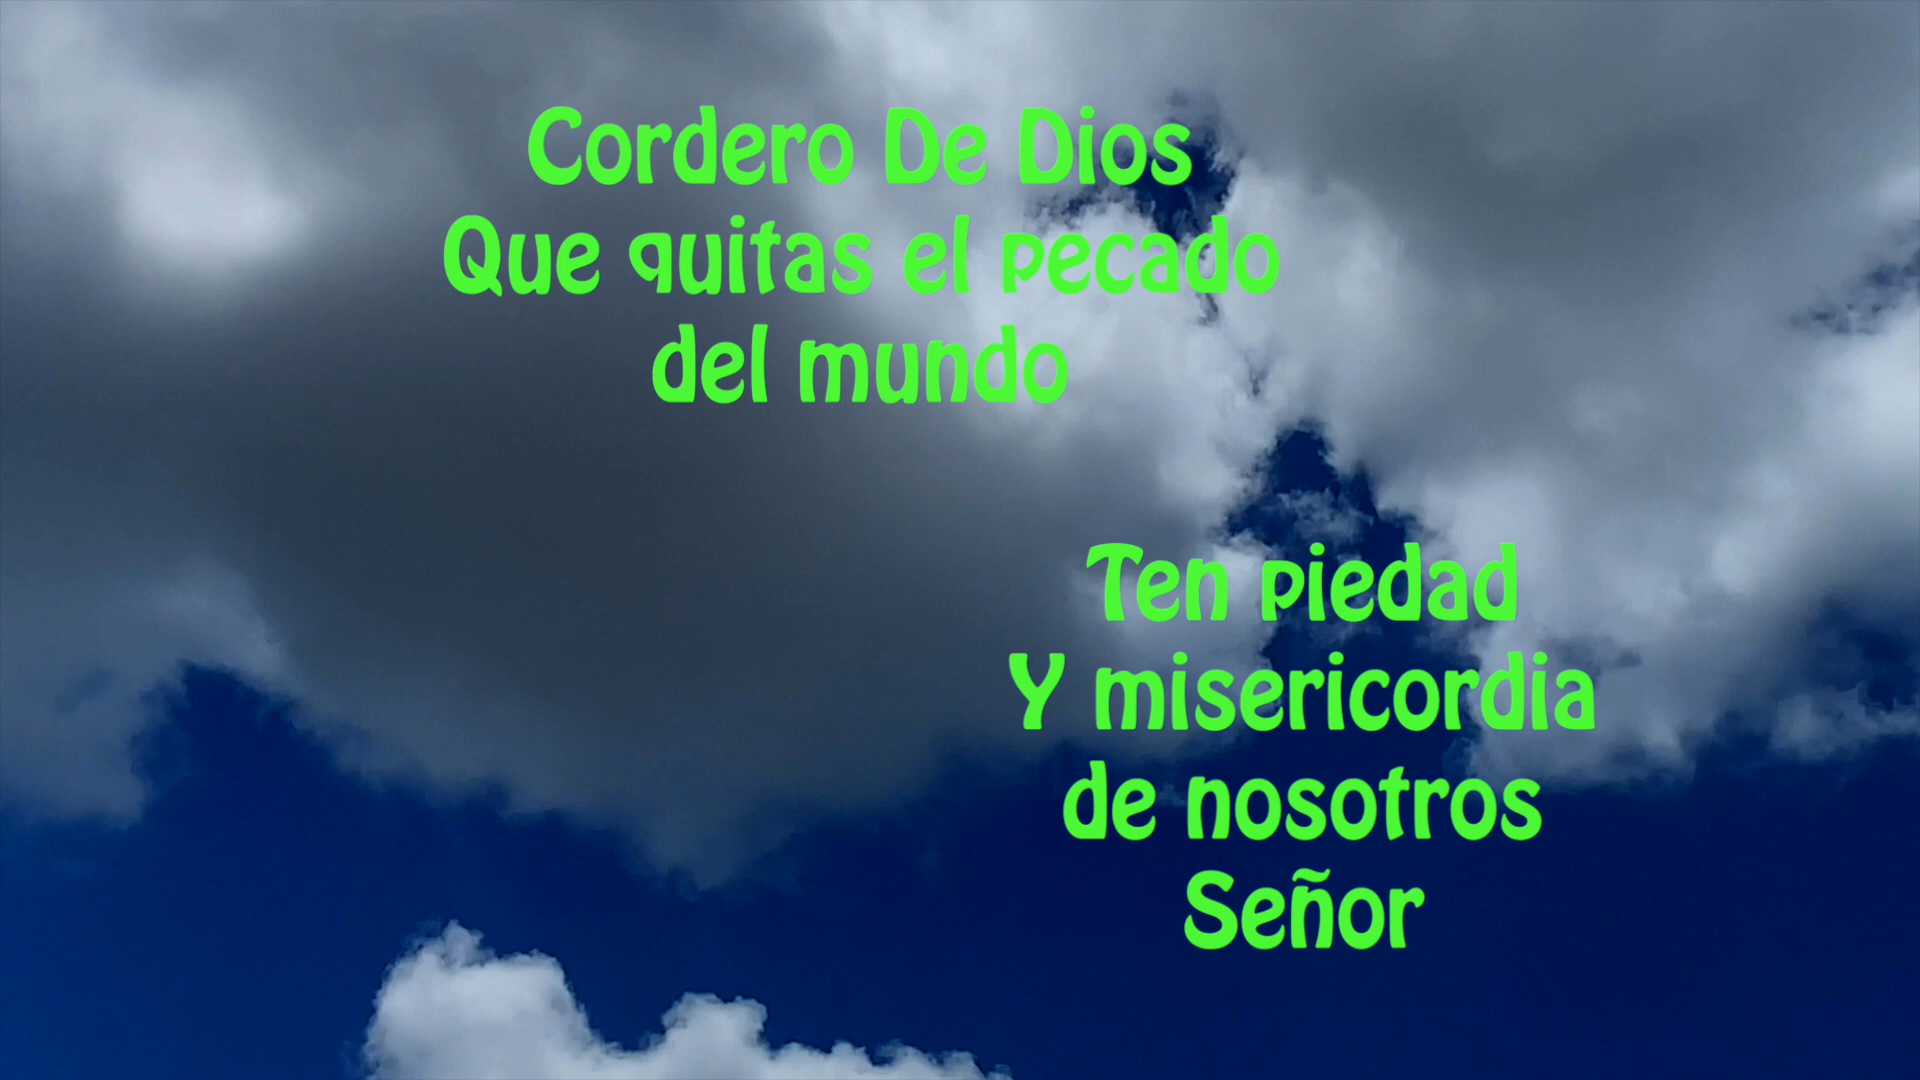 Cordero De Dios
Que quitas el pecado
del mundo
Ten piedad
Y misericordia
de nosotros
Señor